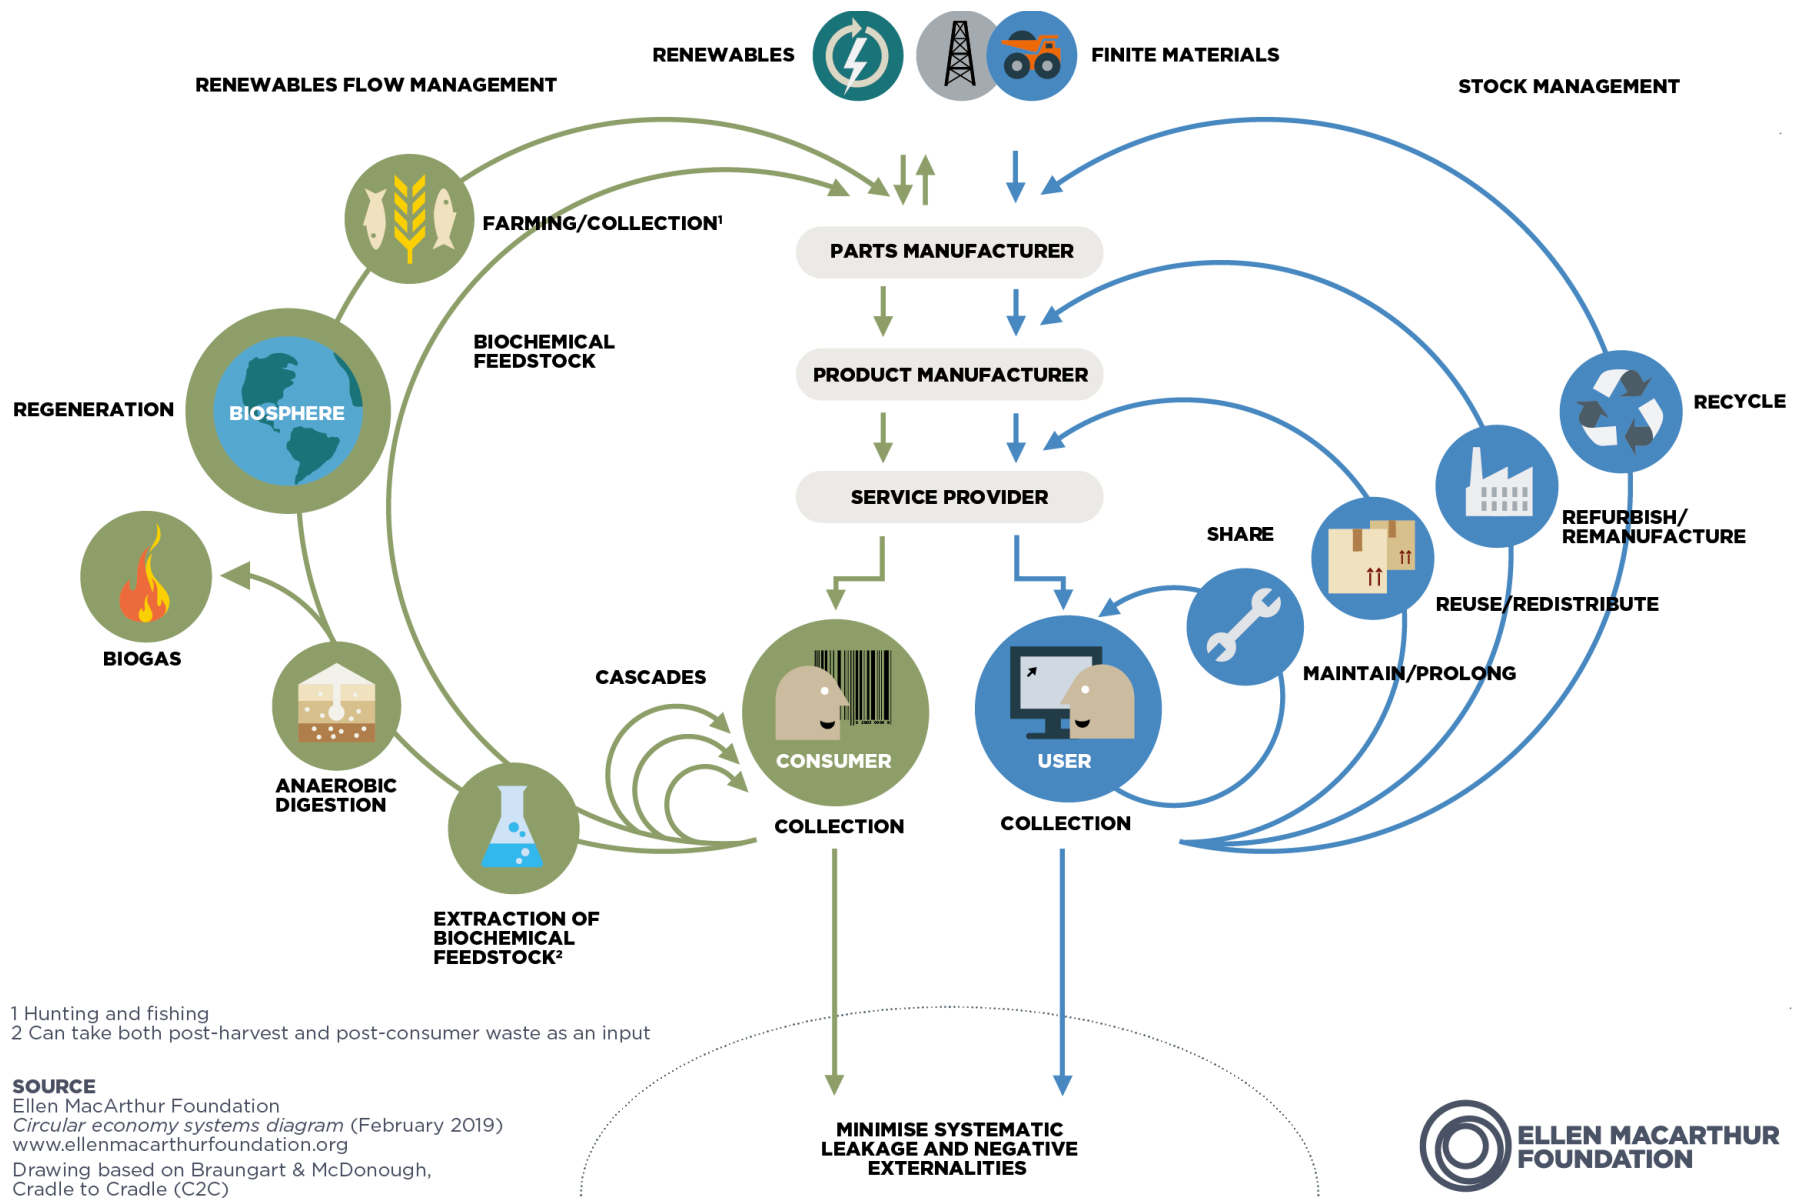 RENEWABLES
FINITE MATERIALS
RENEWABLES FLOW MANAGEMENT
STOCK MANAGEMENT
FARMING/COLLECTION¹
PARTS MANUFACTURER
BIOCHEMICAL
FEEDSTOCK
PRODUCT MANUFACTURER
REGENERATION
BIOSPHERE
RECYCLE
SERVICE PROVIDER
SHARE
REFURBISH/
REMANUFACTURE
REUSE/REDISTRIBUTE
BIOGAS
CASCADES
MAINTAIN/PROLONG
CONSUMER
USER
ANAEROBIC
DIGESTION
COLLECTION
COLLECTION
EXTRACTION OF
BIOCHEMICAL
FEEDSTOCK²
1 Hunting and fishing
2 Can take both post-harvest and post-consumer waste as an input
SOURCE
Ellen MacArthur Foundation
Circular economy systems diagram (February 2019)
www.ellenmacarthurfoundation.org
Drawing based on Braungart & McDonough,
Cradle to Cradle (C2C)
MINIMISE SYSTEMATIC
LEAKAGE AND NEGATIVE
EXTERNALITIES
ELLEN MACARTHUR
FOUNDATION